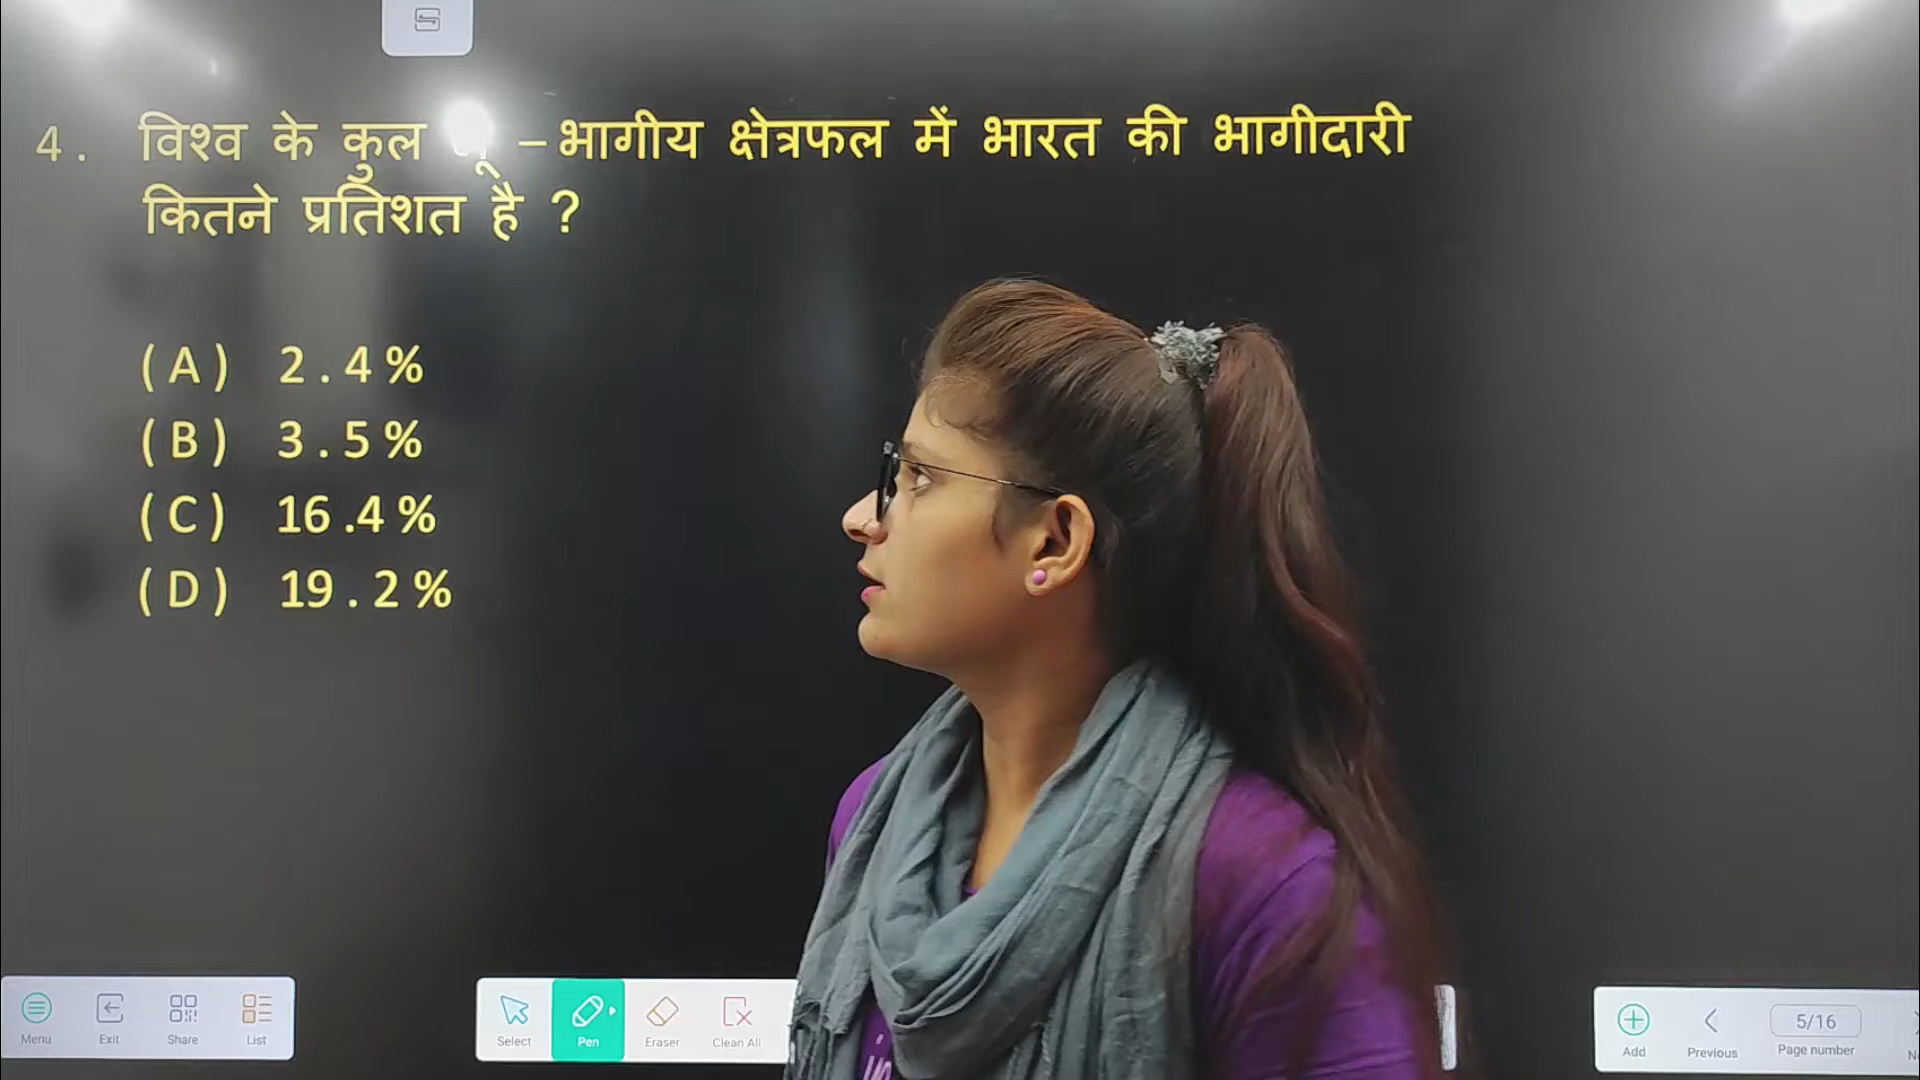 4. विश्व के कुल –भागीय क्षेत्रफल में भारत की भागीदारी
कितने प्रतिशत है ?
(A) 2.4%
(B) 3.5%
(C) 16.4%
(D) 19.2%
Menu Exit Share List
Select Pen Eraser Clean All
5/16
Add Previous Page number